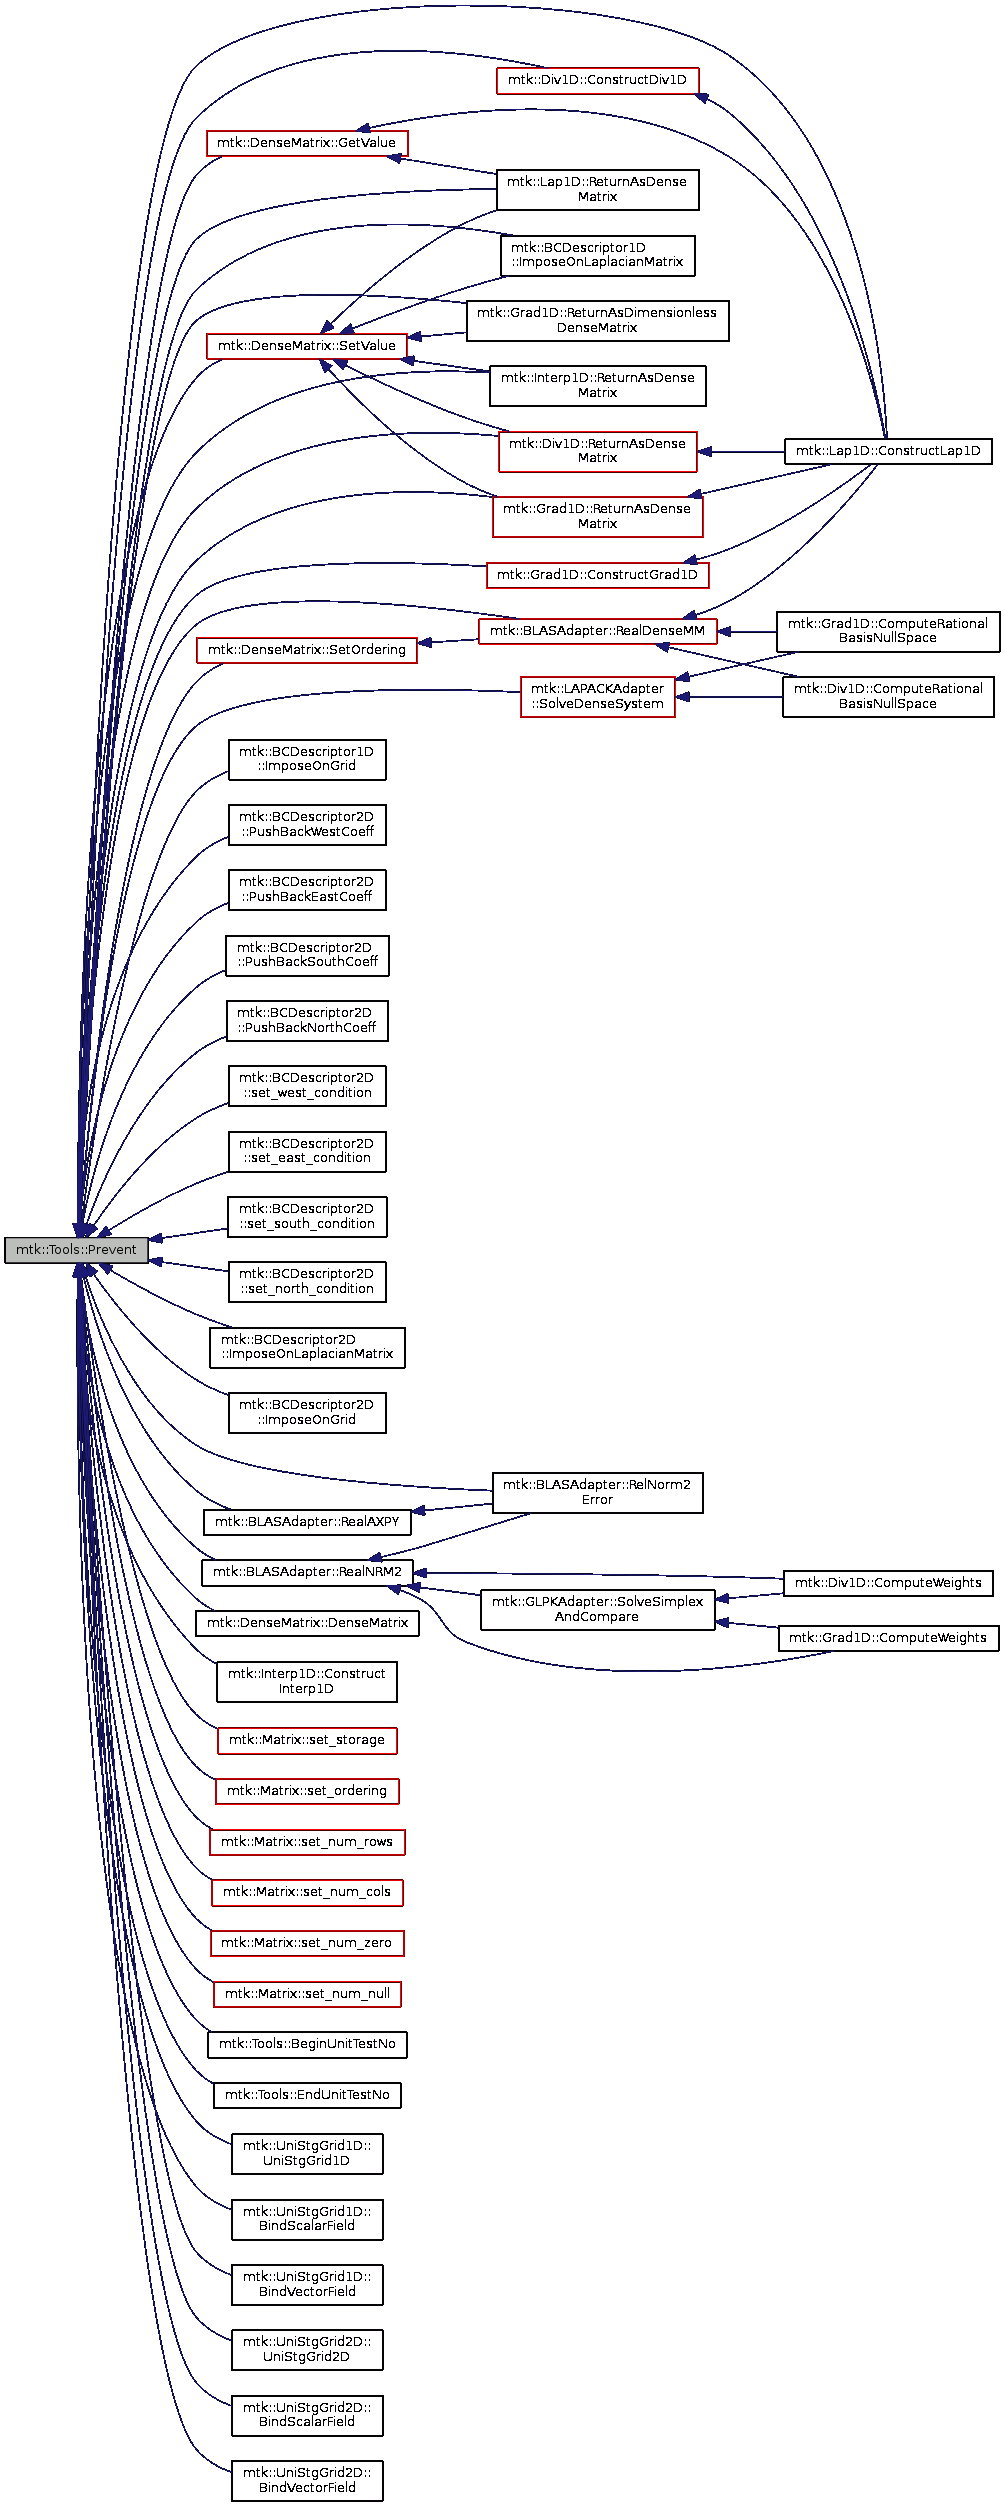 mtk::Div1D::ConstructDiv1D
mtk::DenseMatrix::GetValue
mtk::Lap1D::ReturnAsDense
Matrix
mtk::BCDescriptor1D
::ImposeOnLaplacianMatrix
mtk::Grad1D::ReturnAsDimensionless
DenseMatrix
mtk::DenseMatrix::SetValue
mtk::Interp1D::ReturnAsDense
Matrix
mtk::Div1D::ReturnAsDense
Matrix
mtk::Lap1D::ConstructLap1D
mtk::Grad1D::ReturnAsDense
Matrix
mtk::Grad1D::ConstructGrad1D
mtk::BLASAdapter::RealDenseMM
mtk::Grad1D::ComputeRational
BasisNullSpace
mtk::DenseMatrix::SetOrdering
mtk::LAPACKAdapter
::SolveDenseSystem
mtk::Div1D::ComputeRational
BasisNullSpace
mtk::BCDescriptor1D
::ImposeOnGrid
mtk::BCDescriptor2D
::PushBackWestCoeff
mtk::BCDescriptor2D
::PushBackEastCoeff
mtk::BCDescriptor2D
::PushBackSouthCoeff
mtk::BCDescriptor2D
::PushBackNorthCoeff
mtk::BCDescriptor2D
::set_west_condition
mtk::BCDescriptor2D
::set_east_condition
mtk::BCDescriptor2D
::set_south_condition
mtk::Tools::Prevent
mtk::BCDescriptor2D
::set_north_condition
mtk::BCDescriptor2D
::ImposeOnLaplacianMatrix
mtk::BCDescriptor2D
::ImposeOnGrid
mtk::BLASAdapter::RelNorm2
Error
mtk::BLASAdapter::RealAXPY
mtk::BLASAdapter::RealNRM2
mtk::Div1D::ComputeWeights
mtk::GLPKAdapter::SolveSimplex
AndCompare
mtk::DenseMatrix::DenseMatrix
mtk::Grad1D::ComputeWeights
mtk::Interp1D::Construct
Interp1D
mtk::Matrix::set_storage
mtk::Matrix::set_ordering
mtk::Matrix::set_num_rows
mtk::Matrix::set_num_cols
mtk::Matrix::set_num_zero
mtk::Matrix::set_num_null
mtk::Tools::BeginUnitTestNo
mtk::Tools::EndUnitTestNo
mtk::UniStgGrid1D::
UniStgGrid1D
mtk::UniStgGrid1D::
BindScalarField
mtk::UniStgGrid1D::
BindVectorField
mtk::UniStgGrid2D::
UniStgGrid2D
mtk::UniStgGrid2D::
BindScalarField
mtk::UniStgGrid2D::
BindVectorField